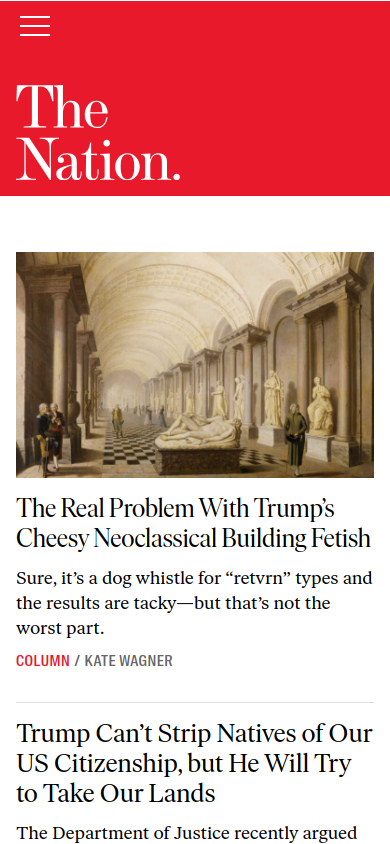 The
Nation.
The Real Problem With Trump’s
Cheesy Neoclassical Building Fetish
Sure, it’s a dog whistle for “retvrn” types and
the results are tacky—but that’s not the
worst part.
COLUMN / KATE WAGNER
Trump Can’t Strip Natives of Our
US Citizenship, but He Will Try
to Take Our Lands
The Department of Justice recently argued